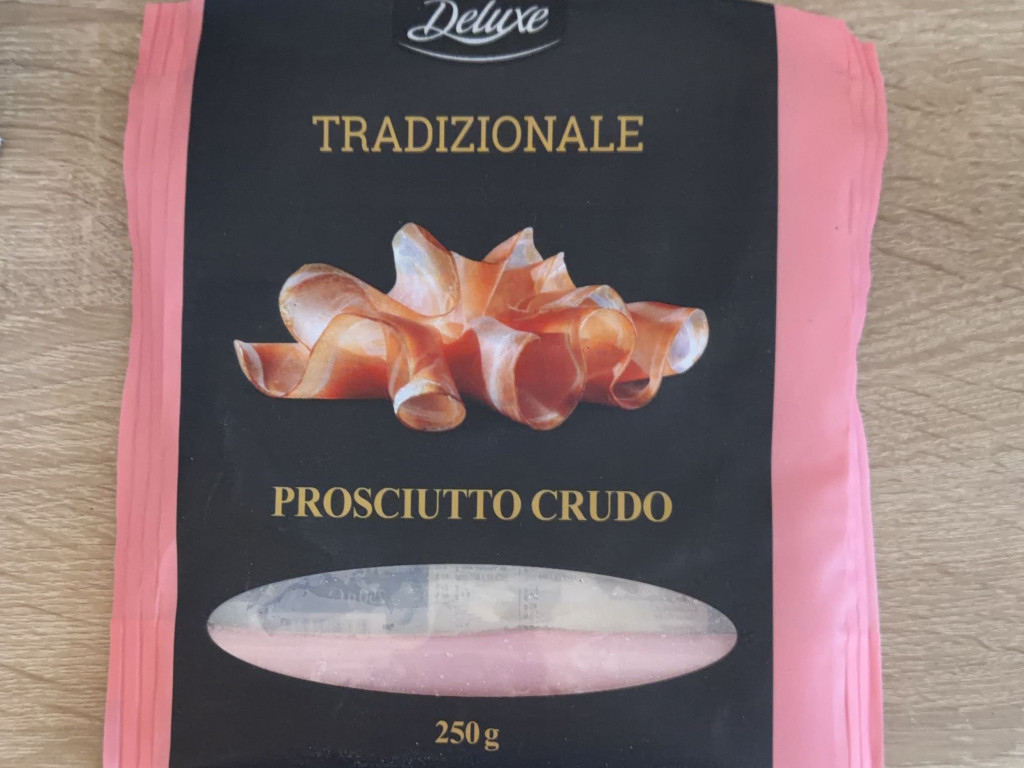 Deluxe
TRADIZIONALE
PROSCIUTTO CRUDO
250 g